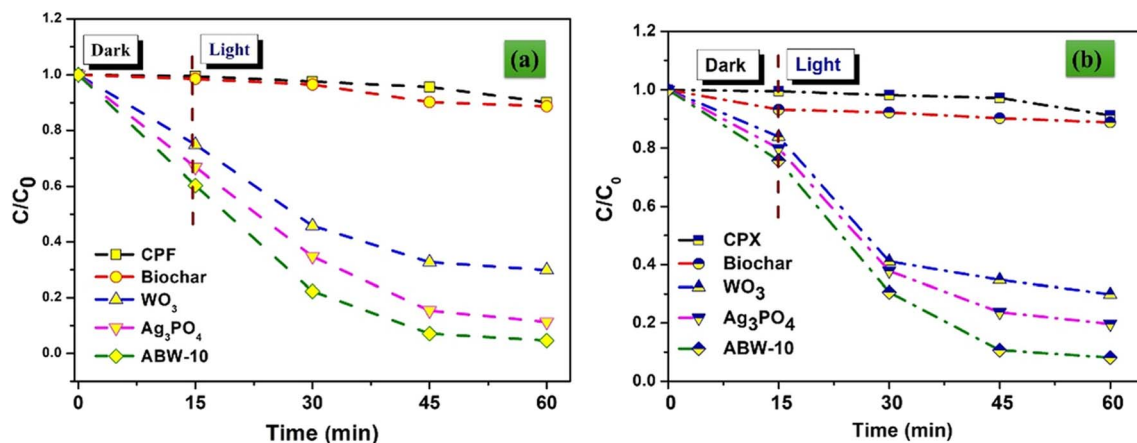 1.2
1.0
0.8
0.6
0.4
0.2
0.0
C/C0
Dark
Light
(a)
CPF
Biochar
WO3
Ag3PO4
ABW-10
0 15 30 45 60
Time (min)
1.2
1.0
0.8
0.6
0.4
0.2
0.0
C/C0
Dark
Light
(b)
CPX
Biochar
WO3
Ag3PO4
ABW-10
0 15 30 45 60
Time (min)